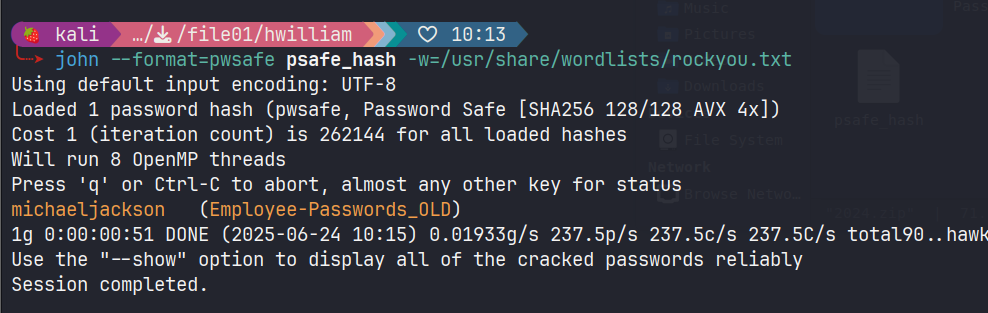 kali …/ /file01/hwilliam 10:13
john --format=pwsafe psafe_hash -w=/usr/share/wordlists/rockyou.txt
Using default input encoding: UTF-8
Loaded 1 password hash (pwsafe, Password Safe [SHA256 128/128 AVX 4x])
Cost 1 (iteration count) is 262144 for all loaded hashes
Will run 8 OpenMP threads
Press 'q' or Ctrl-C to abort, almost any other key for status
michaeljackson   (Employee-Passwords_OLD)
1g 0:00:00:51 DONE (2025-06-24 10:15) 0.01933g/s 237.5p/s 237.5c/s 237.5C/s total90..hawk
Use the "--show" option to display all of the cracked passwords reliably
Session completed.
Music
Pictures
Downloads
File System
Network
Browse Netwo…
psafe_hash